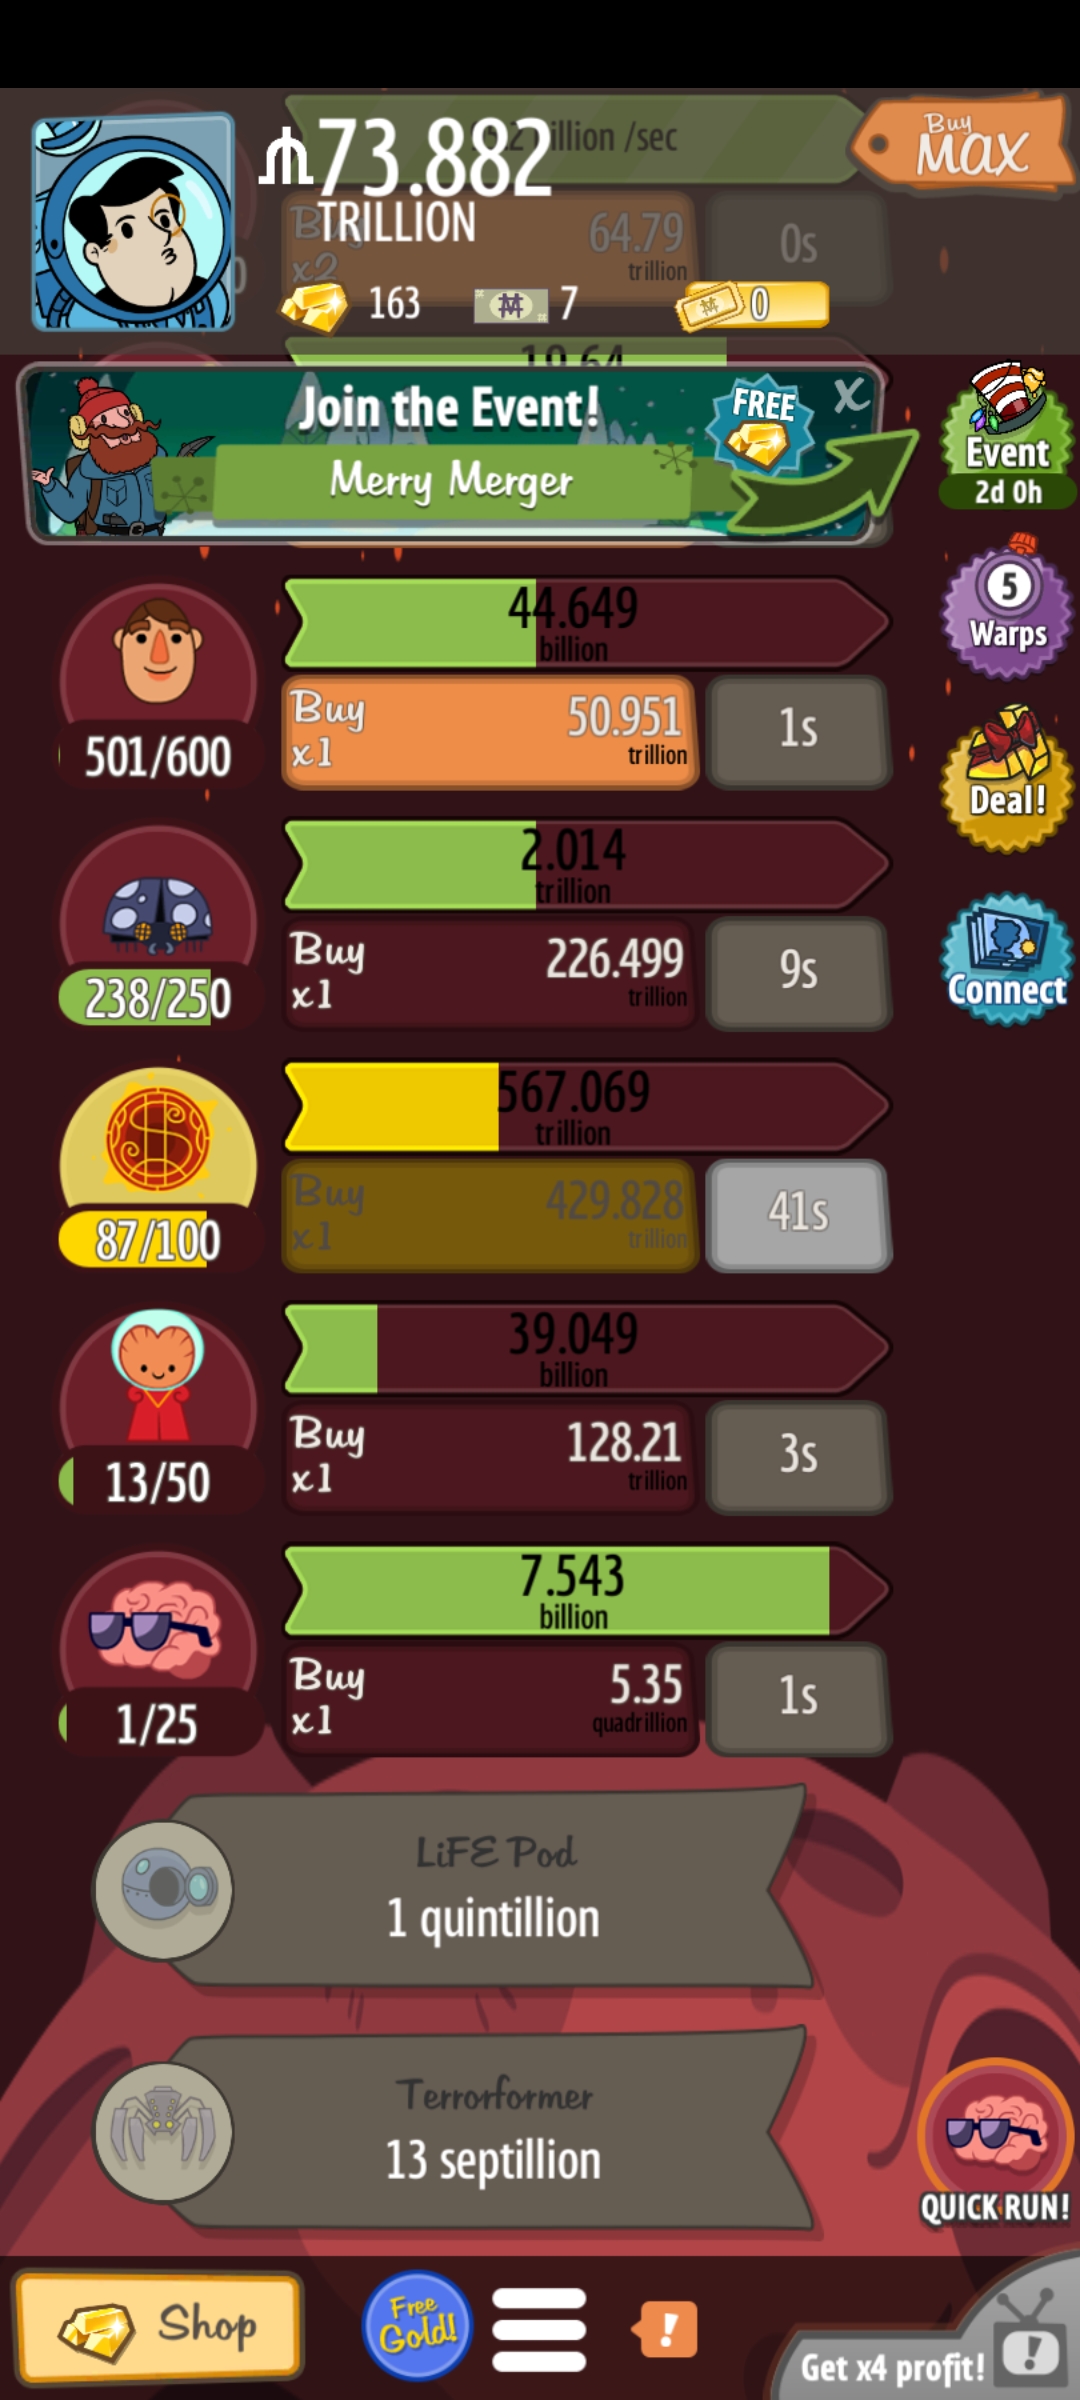 73.882
TRILLION
/sec
Buy
MAX
x2
64.79
trillion
0s
163
7
0
19.64
Join the Event!
FREE
X
Merry Merger
Event
2d 0h
44.649
billion
Buy
x1
50.951
trillion
1s
501/600
5
Warps
2.014
trillion
Buy
x1
226.499
trillion
9s
238/250
Deal!
Connect
567.069
trillion
Buy
x1
429.828
trillion
41s
87/100
39.049
billion
Buy
x1
128.21
trillion
3s
13/50
7.543
billion
Buy
x1
5.35
quadrillion
1s
1/25
LiFE Pod
1 quintillion
Terrorformer
13 septillion
QUICK RUN!
Shop
Free
Gold!
!
Get x4 profit!
!